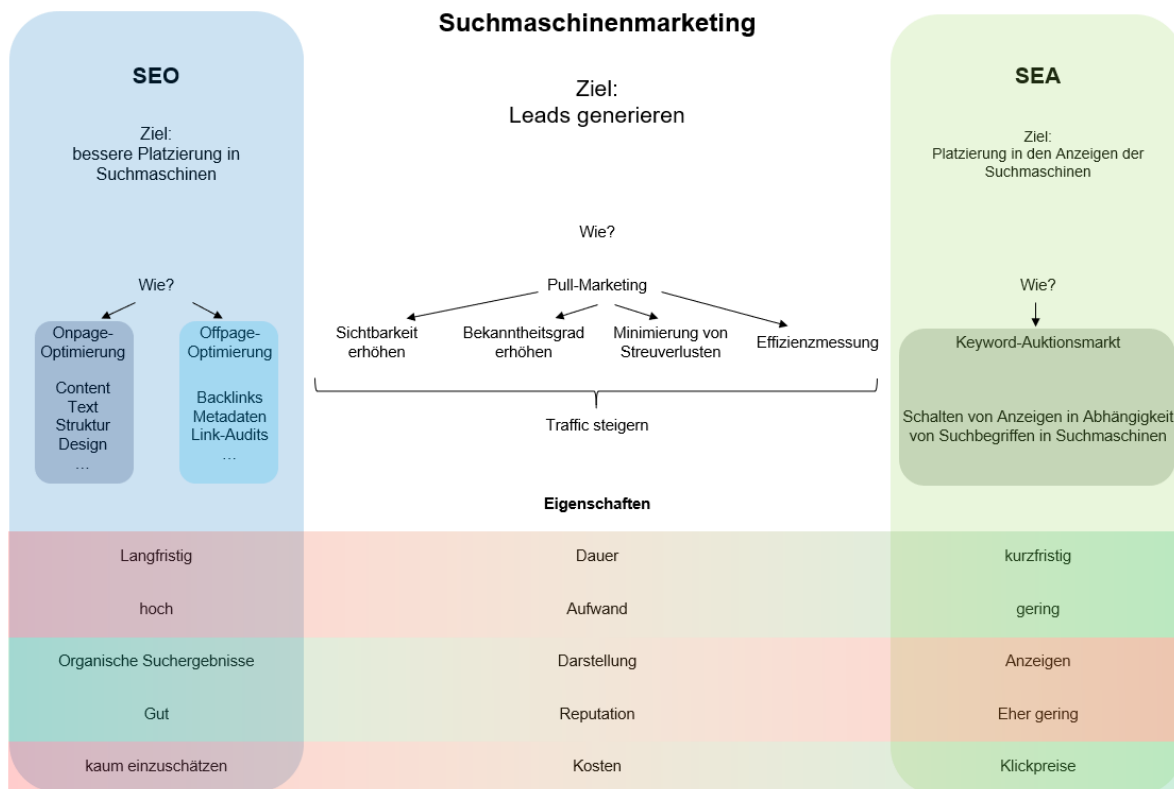 Suchmaschinenmarketing
SEO
Ziel:
bessere Platzierung in
Suchmaschinen
Wie?
Onpage-
Optimierung
Content
Text
Struktur
Design
...
Offpage-
Optimierung
Backlinks
Metadaten
Link-Audits
...
Ziel:
Leads generieren
Wie?
Pull-Marketing
Sichtbarkeit
erhöhen
Bekanntheitsgrad
erhöhen
Minimierung von
Streuverlusten
Effizienzmessung
Traffic steigern
SEA
Ziel:
Platzierung in den Anzeigen der
Suchmaschinen
Wie?
Keyword-Auktionsmarkt
Schalten von Anzeigen in Abhängigkeit
von Suchbegriffen in Suchmaschinen
Eigenschaften
Langfristig Dauer kurzfristig
hoch Aufwand gering
Organische Suchergebnisse Darstellung Anzeigen
Gut Reputation Eher gering
kaum einzuschätzen Kosten Klickpreise